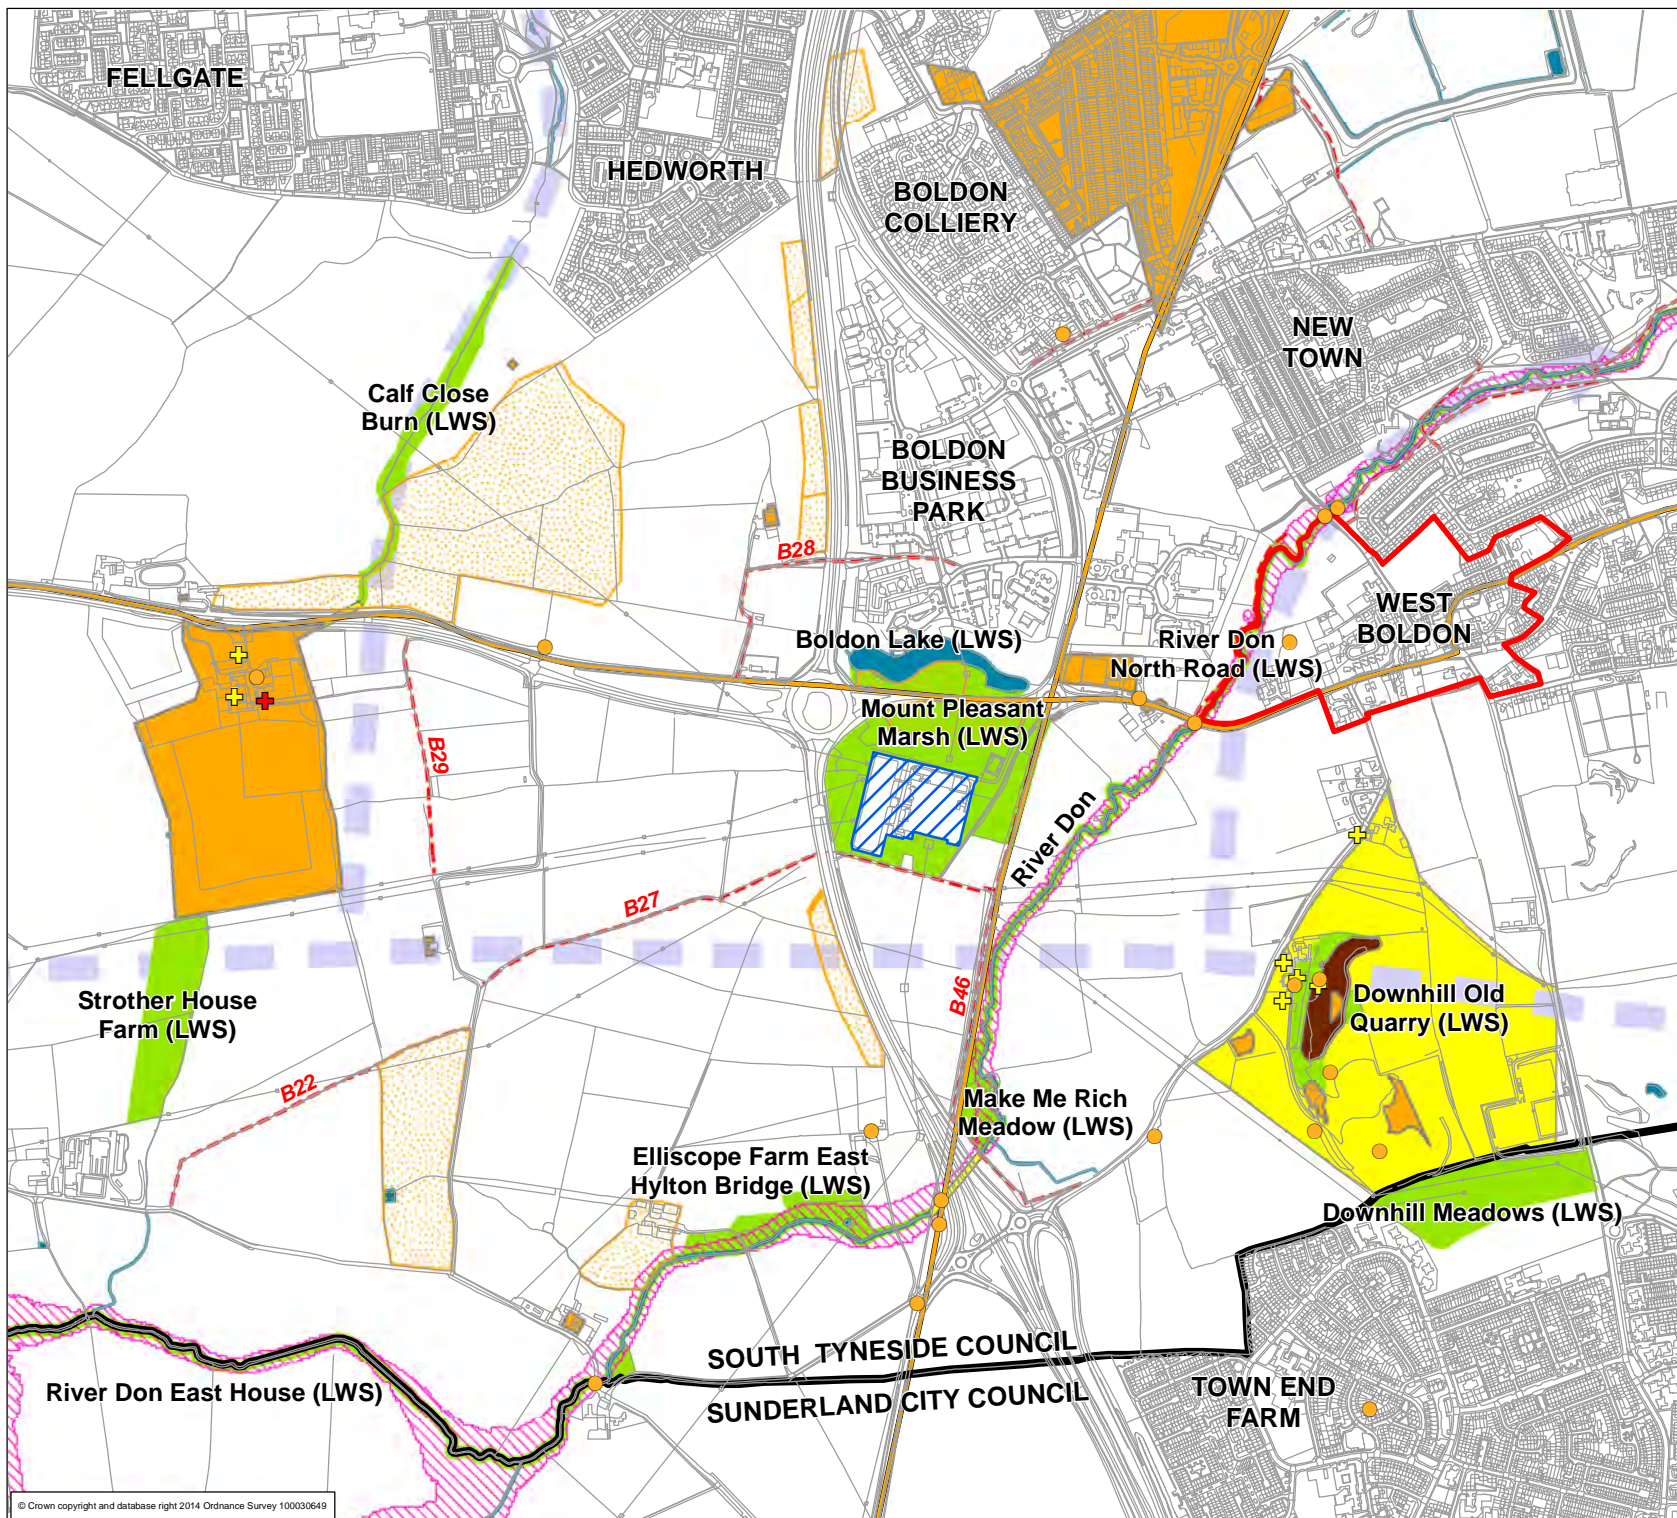 FELLGATE
HEDWORTH
BOLDON
COLLIERY
NEW
TOWN
Calf Close
Burn (LWS)
BOLDON
BUSINESS
PARK
B28
WEST
BOLDON
Boldon Lake (LWS)
River Don
North Road (LWS)
Mount Pleasant
Marsh (LWS)
B29
River Don
B27
B46
Strother House
Farm (LWS)
Downhill Old
Quarry (LWS)
B22
Make Me Rich
Meadow (LWS)
Elliscope Farm East
Hylton Bridge (LWS)
Downhill Meadows (LWS)
SOUTH TYNESIDE COUNCIL
SUNDERLAND CITY COUNCIL
River Don East House (LWS)
TOWN END
FARM
© Crown copyright and database right 2014 Ordnance Survey 100030649